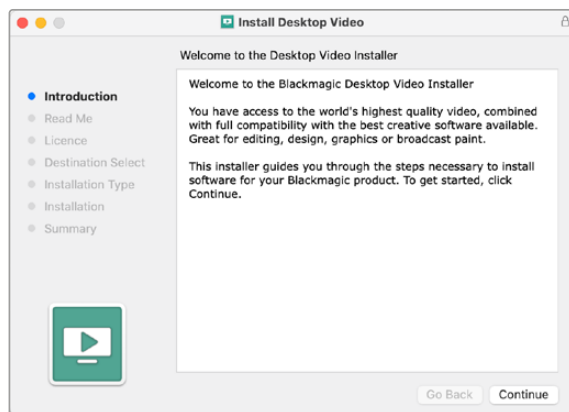 Install Desktop Video
Welcome to the Desktop Video Installer
Introduction
Read Me
Licence
Destination Select
Installation Type
Installation
Summary
Welcome to the Blackmagic Desktop Video Installer
You have access to the world's highest quality video, combined
with full compatibility with the best creative software available.
Great for editing, design, graphics or broadcast paint.
This installer guides you through the steps necessary to install
software for your Blackmagic product. To get started, click
Continue.
Go Back
Continue